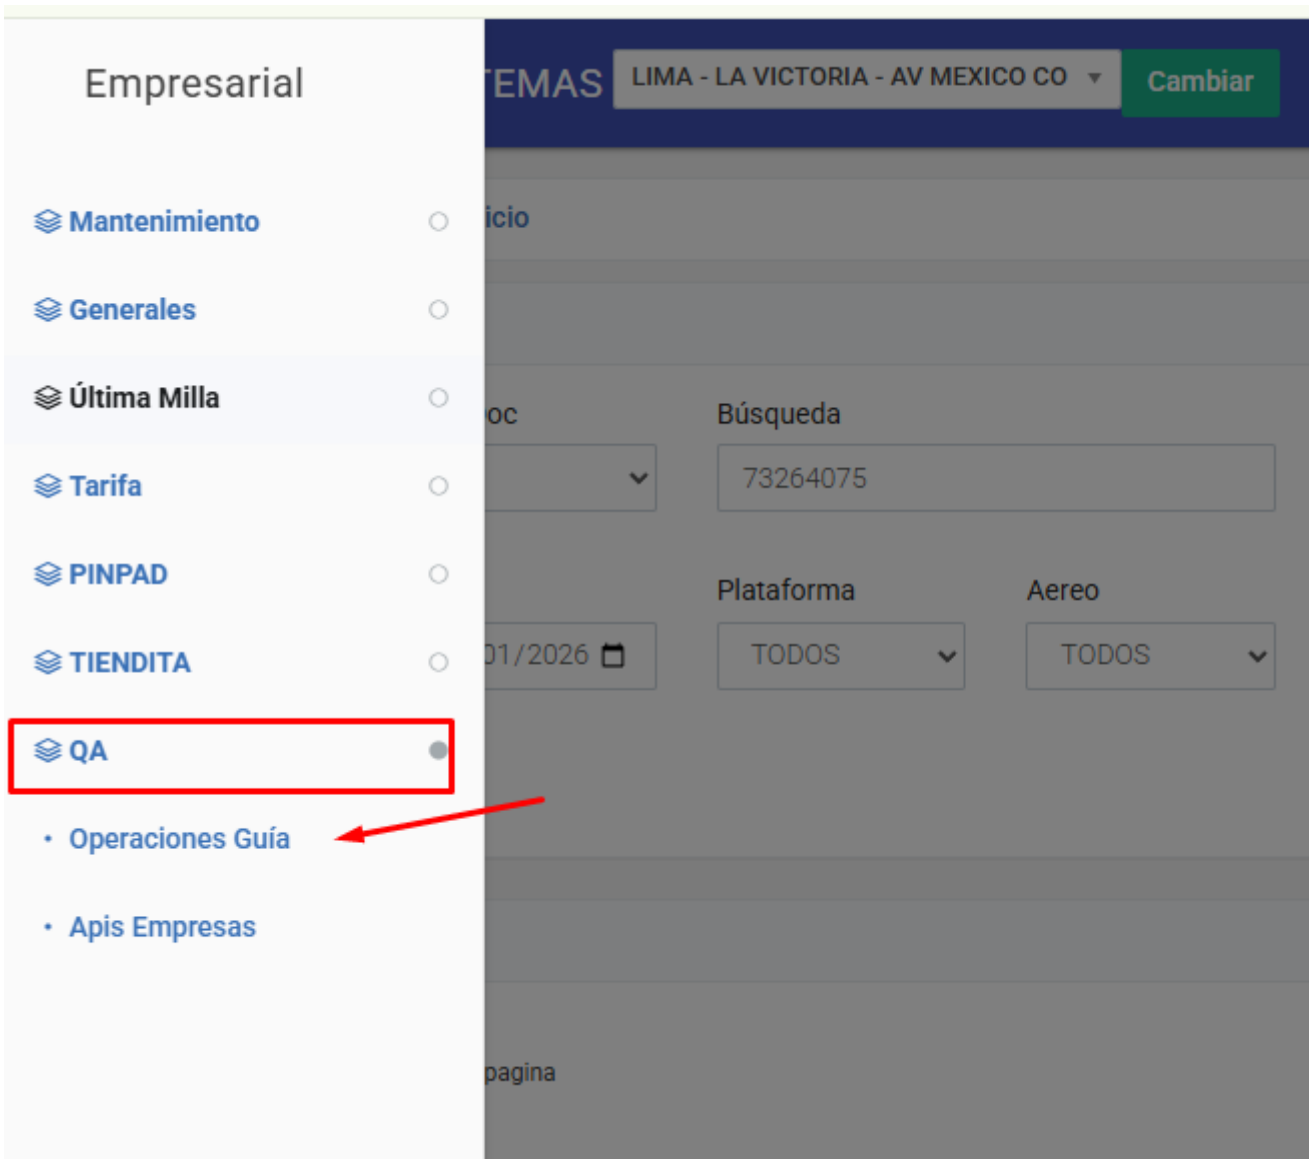 Empresarial
TEMAS
LIMA - LA VICTORIA - AV MEXICO CO
Cambiar
Mantenimiento
icio
Generales
Última Milla
oc
Búsqueda
Tarifa
73264075
PINPAD
Plataforma
Aereo
TIENDITA
01/2026
TODOS
TODOS
QA
Operaciones Guía
Apis Empresas
pagina